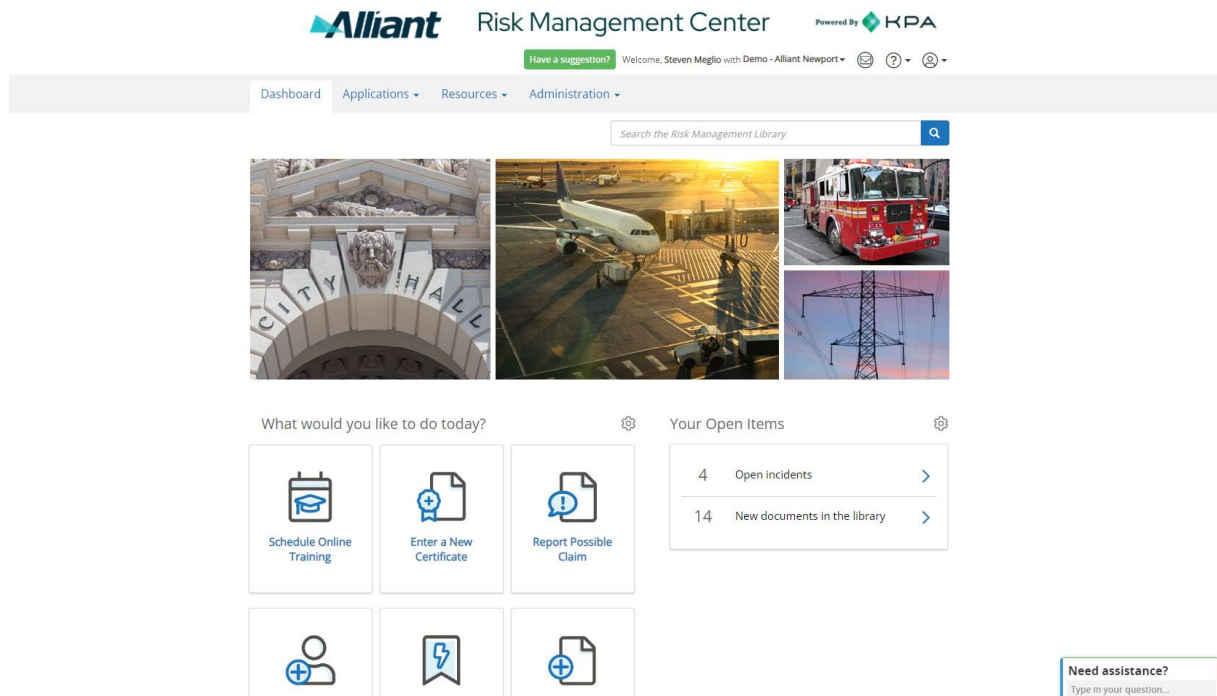 Alliant Risk Management Center Powered By KPA
Have a suggestion? Welcome, Steven Meglio with Demo - Alliant Newport
Dashboard Applications Resources Administration
Search the Risk Management Library
CITY HALL
What would you like to do today?
Your Open Items
4 Open incidents
14 New documents in the library
Schedule Online
Training
Enter a New
Certificate
Report Possible
Claim
Need assistance?
Type in your question...